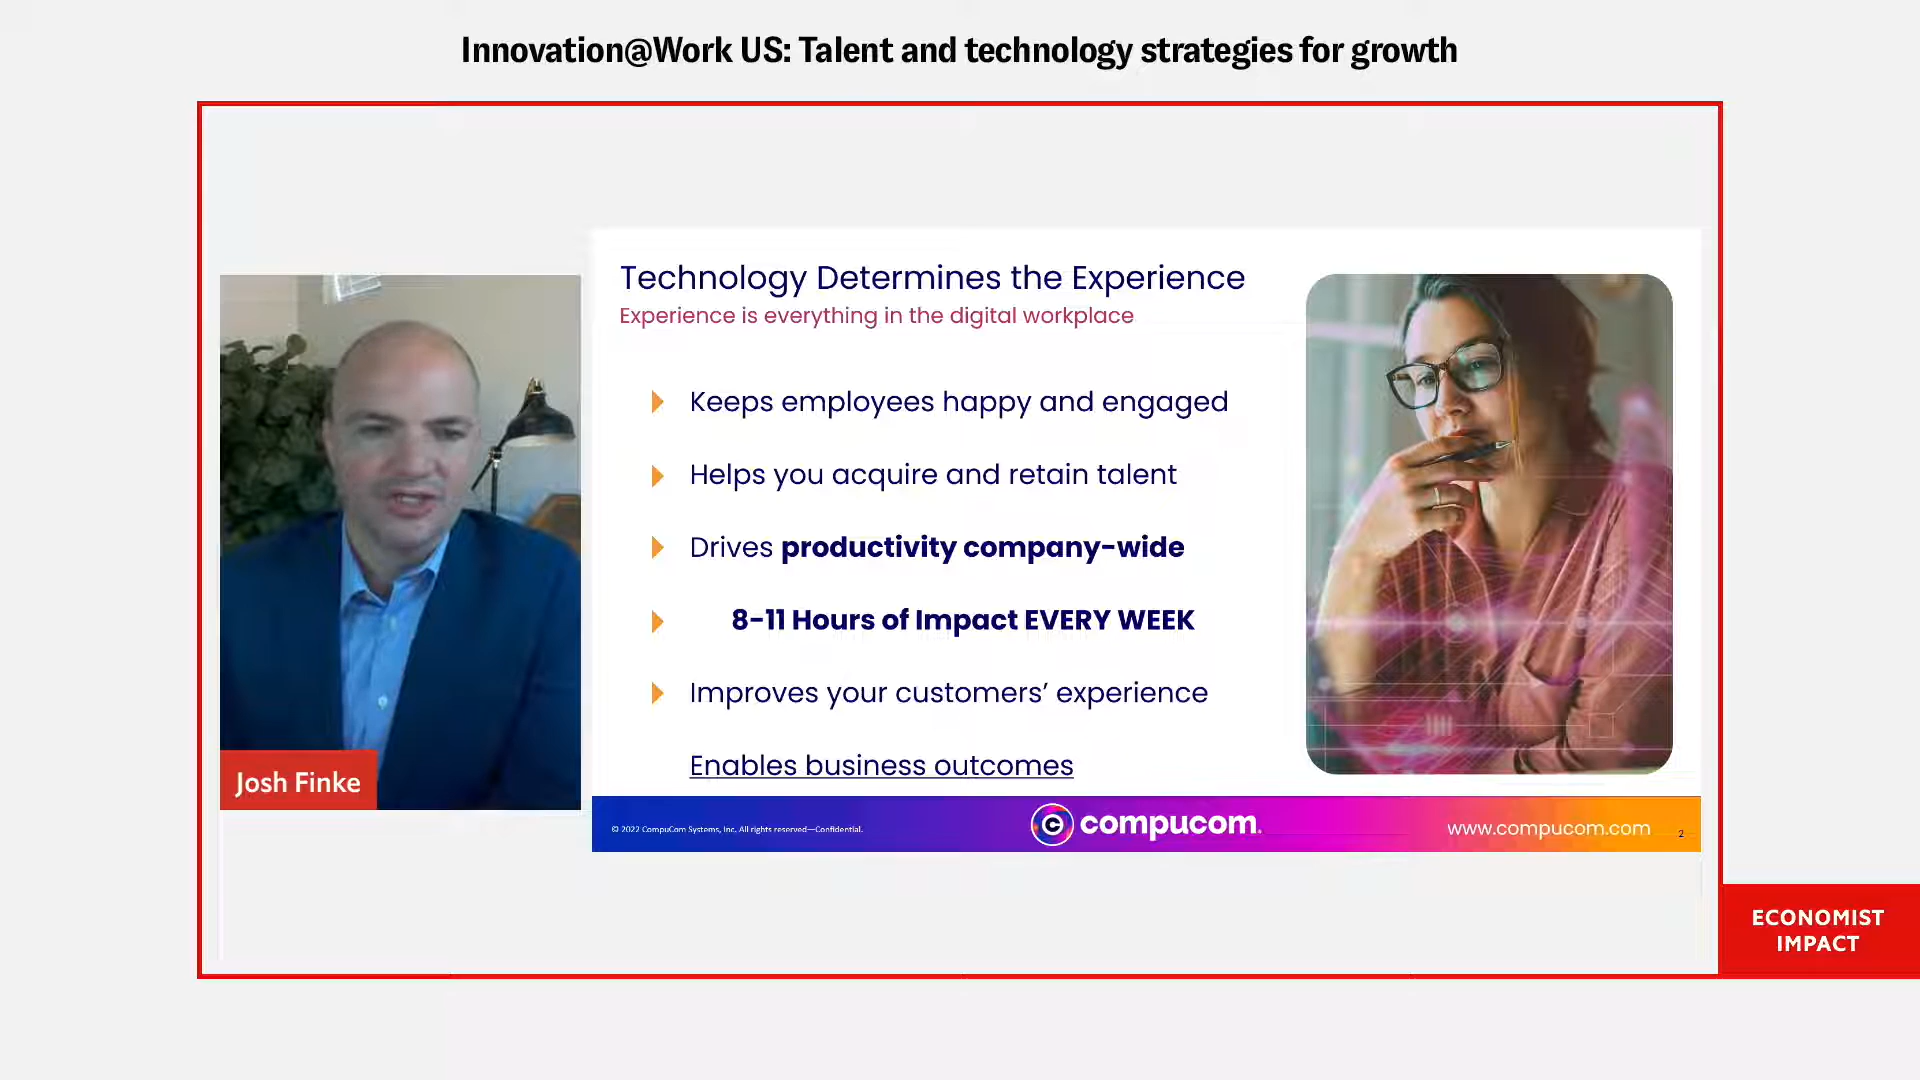 Innovation@Work US: Talent and technology strategies for growth
Technology Determines the Experience
Experience is everything in the digital workplace
Keeps employees happy and engaged
Helps you acquire and retain talent
Drives productivity company-wide
8-11 Hours of Impact EVERY WEEK
Improves your customers’ experience
Enables business outcomes
Josh Finke
© 2022 CompuCom Systems, Inc. All rights reserved—Confidential.
compucom.
www.compucom.com
2
ECONOMIST
IMPACT